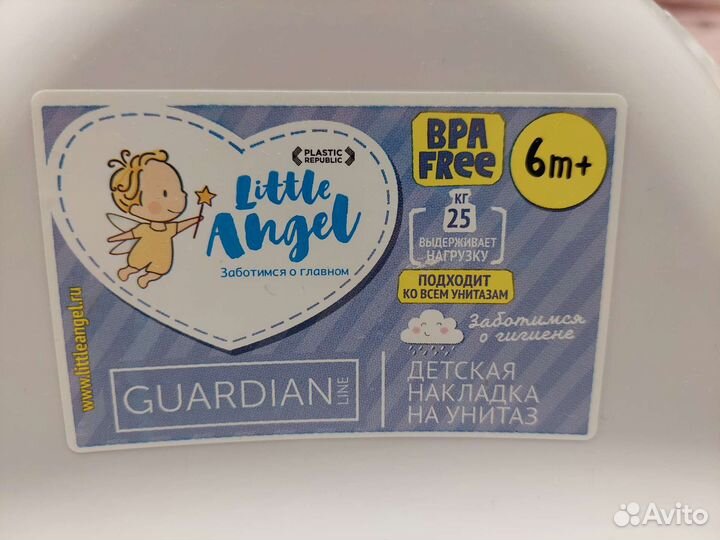 PLASTIC
REPUBLIC
Little
Angel
Заботимся о главном
www.littleangel.ru
GUARDIAN LINE
BPA
FREE
6m+
КГ
25
ВЫДЕРЖИВАЕТ
НАГРУЗКУ
ПОДХОДИТ
КО ВСЕМ УНИТАЗАМ
Заботимся
о гигиене
ДЕТСКАЯ
НАКЛАДКА
НА УНИТАЗ
Avito